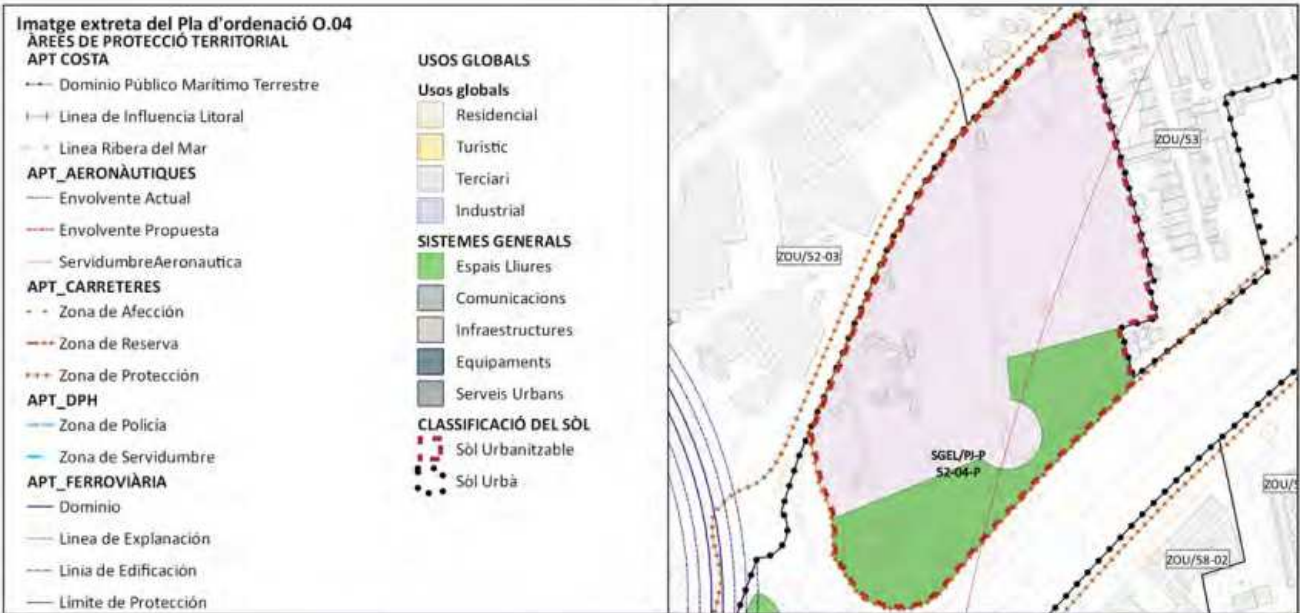 Imatge extreta del Pla d'ordenació O.04
ÀREES DE PROTECCIÓ TERRITORIAL
APT COSTA
Dominio Público Marítimo Terrestre
Linea de Influencia Litoral
Linea Ribera del Mar
APT_AERONÀUTIQUES
Envolvente Actual
Envolvente Propuesta
ServidumbreAeronautica
APT_CARRETERES
Zona de Afección
Zona de Reserva
Zona de Protección
APT_DPH
Zona de Policía
Zona de Servidumbre
APT_FERROVIÀRIA
Dominio
Linea de Explanación
Linia de Edificación
Límite de Protección
USOS GLOBALS
Usos globals
Residencial
Turístic
Terciari
Industrial
SISTEMES GENERALS
Espais Lliures
Comunicacions
Infraestructures
Equipaments
Serveis Urbans
CLASSIFICACIÓ DEL SÒL
Sòl Urbanitzable
Sòl Urbà
ZOU/53
ZOU/52-03
SGEL/PJ-P
52-04-P
ZOU/58-02